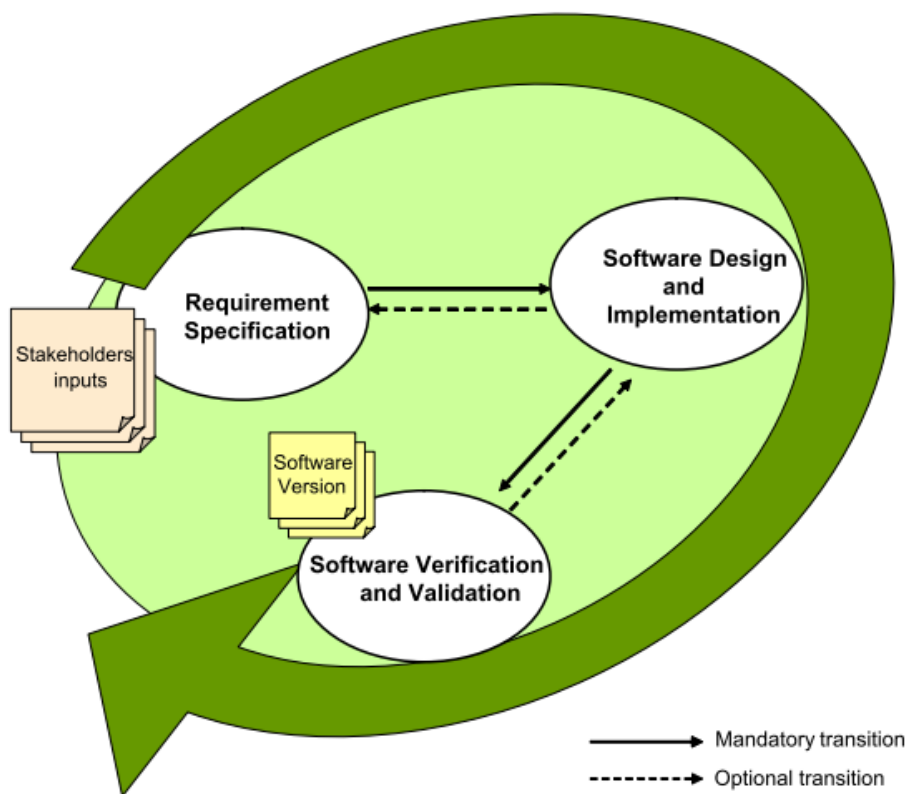 Software Design
and
Implementation
Requirement
Specification
Stakeholders
inputs
Software
Version
Software Verification
and Validation
Mandatory transition
Optional transition